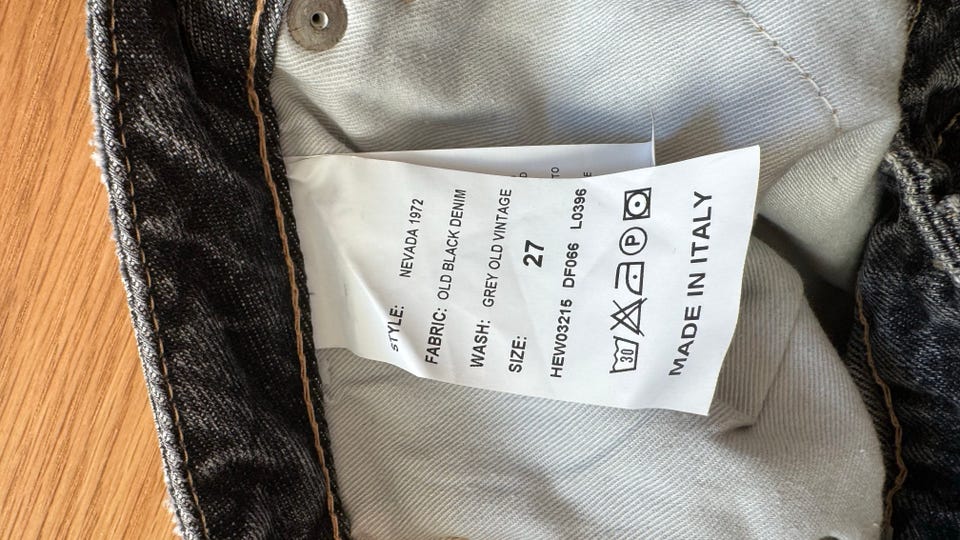 STYLE: NEVADA 1972
FABRIC: OLD BLACK DENIM
WASH: GREY OLD VINTAGE
SIZE: 27
HEW03215 DF066 L0396
30 P
MADE IN ITALY
TO